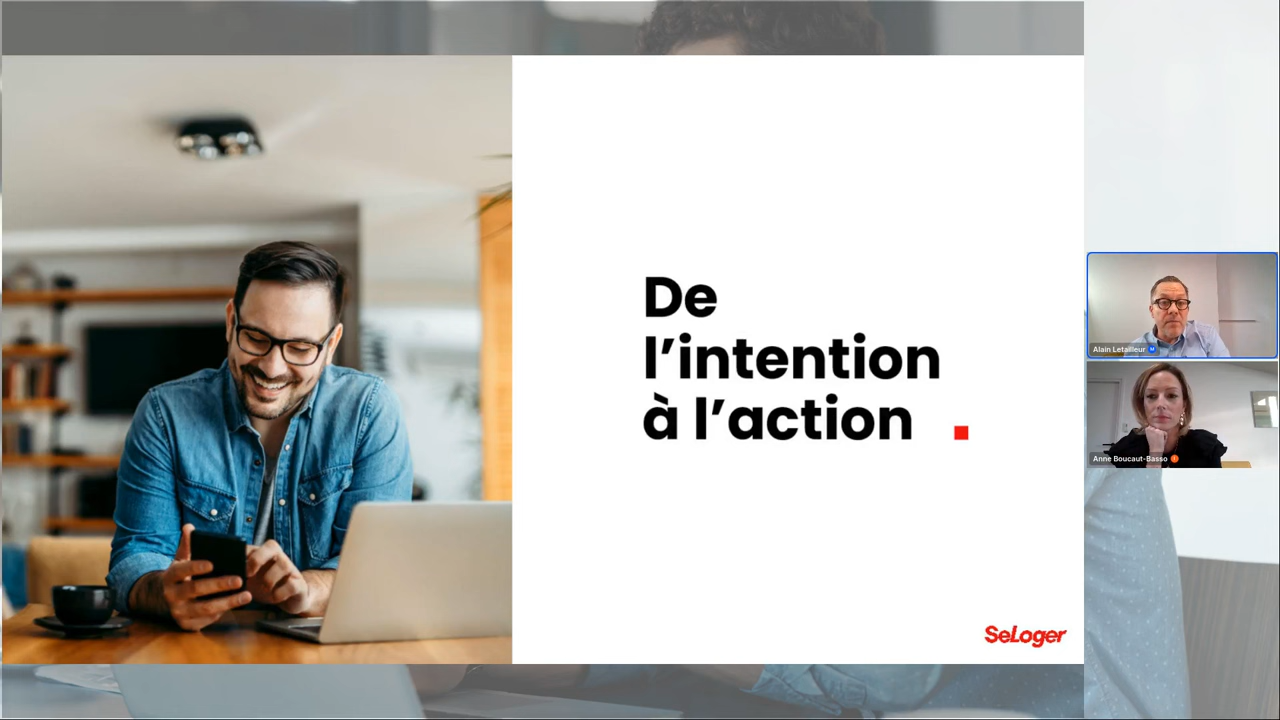 De
l’intention
à l’action
SeLoger
Alain Letailleur
Anne Boucaut-Basso